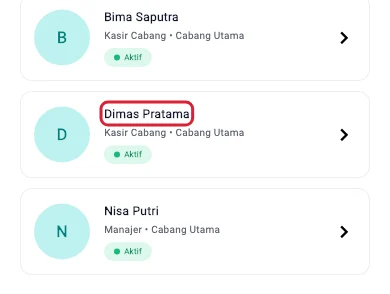 B
Bima Saputra
Kasir Cabang • Cabang Utama
Aktif
D
Dimas Pratama
Kasir Cabang • Cabang Utama
Aktif
N
Nisa Putri
Manajer • Cabang Utama
Aktif